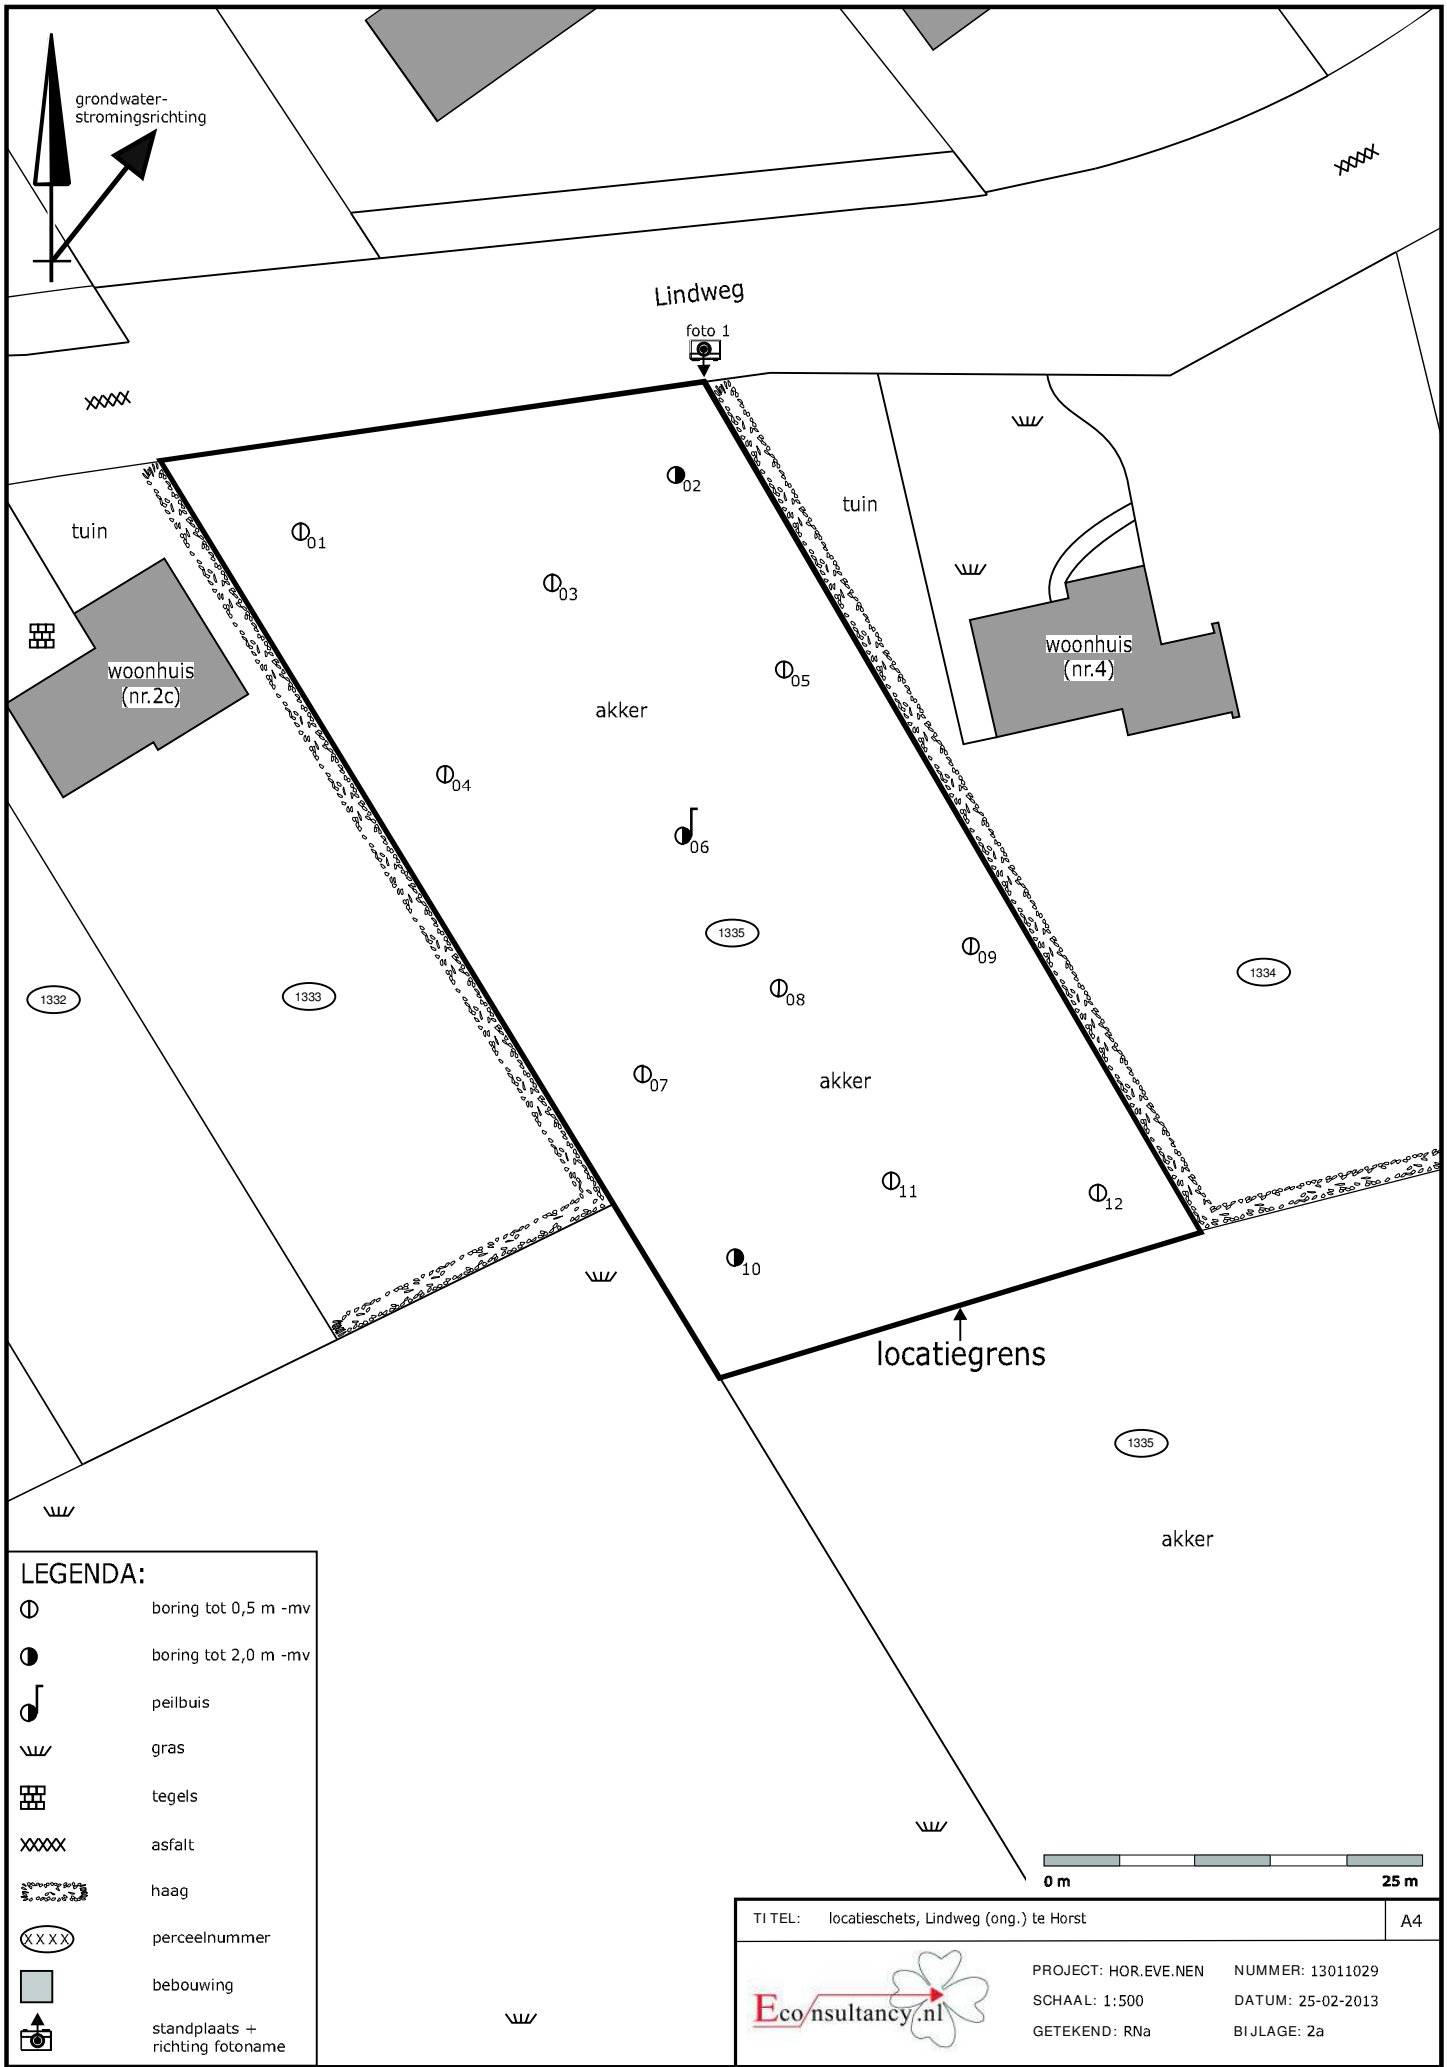 grondwater-
stromingsrichting
Lindweg
foto 1
02
tuin
tuin
01
03
woonhuis
(nr.4)
woonhuis
(nr.2c)
05
akker
04
06
1335
09
1334
1332
1333
08
07
akker
11
12
10
locatiegrens
1335
akker
LEGENDA:
boring tot 0,5 m -mv
boring tot 2,0 m -mv
peilbuis
gras
tegels
asfalt
haag
XXXX perceelnummer
bebouwing
standplaats +
richting fotoname
0 m 25 m
TITEL: locatieschets, Lindweg (ong.) te Horst A4
Econsultancy.nl
PROJECT: HOR.EVE.NEN NUMMER: 13011029
SCHAAL: 1:500 DATUM: 25-02-2013
GETEKEND: RNa BIJLAGE: 2a